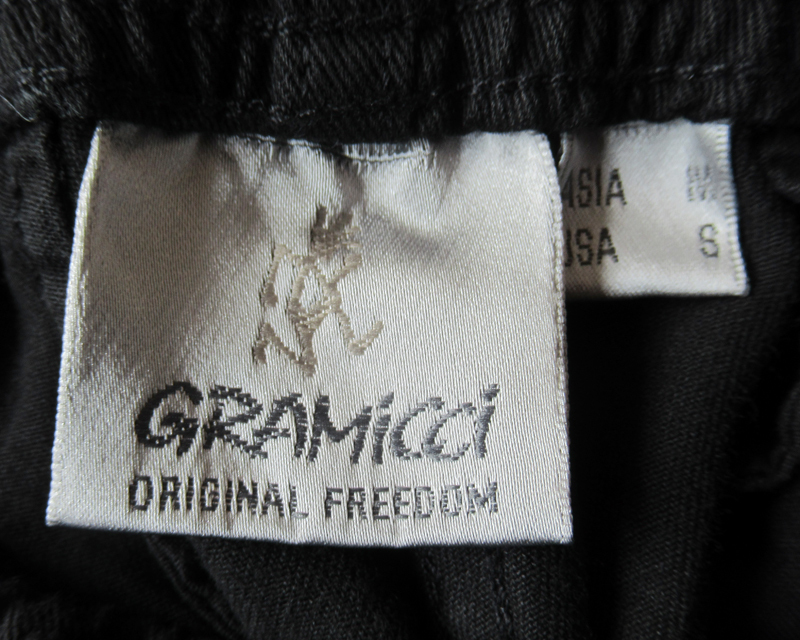 GRAMiCCi
ORIGINAL FREEDOM
ASIA M
USA S